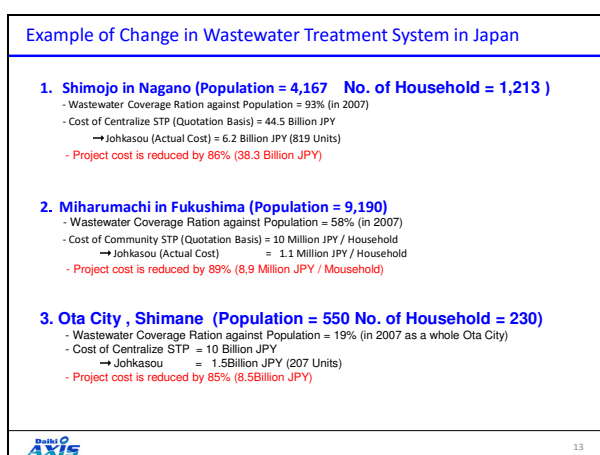 Example of Change in Wastewater Treatment System in Japan
1. Shimojo in Nagano (Population = 4,167 No. of Household = 1,213 )
- Wastewater Coverage Ration against Population = 93% (in 2007)
- Cost of Centralize STP (Quotation Basis) = 44.5 Billion JPY
→ Johkasou (Actual Cost) = 6.2 Billion JPY (819 Units)
- Project cost is reduced by 86% (38.3 Billion JPY)
2. Miharumachi in Fukushima (Population = 9,190)
- Wastewater Coverage Ration against Population = 58% (in 2007)
- Cost of Community STP (Quotation Basis) = 10 Million JPY / Household
→ Johkasou (Actual Cost) = 1.1 Million JPY / Household
- Project cost is reduced by 89% (8,9 Million JPY / Mousehold)
3. Ota City , Shimane (Population = 550 No. of Household = 230)
- Wastewater Coverage Ration against Population = 19% (in 2007 as a whole Ota City)
- Cost of Centralize STP = 10 Billion JPY
→ Johkasou = 1.5Billion JPY (207 Units)
- Project cost is reduced by 85% (8.5Billion JPY)
Daiki
AXIS
13